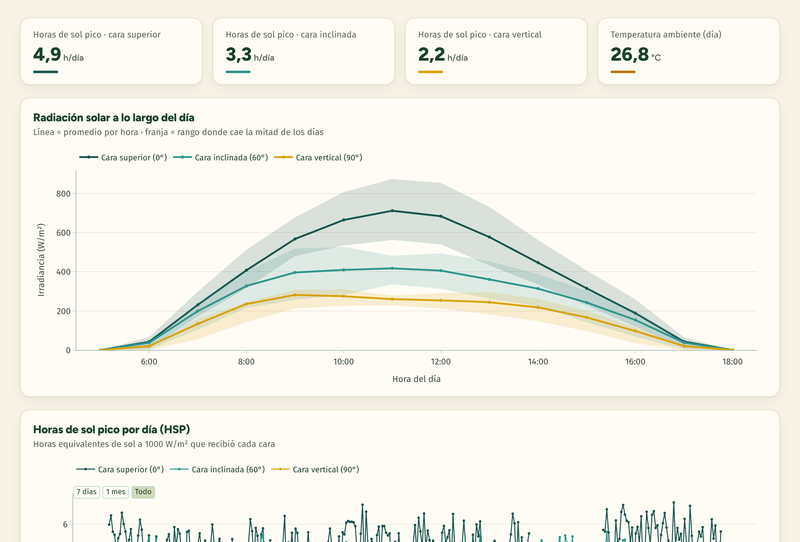 Horas de sol pico · cara superior
4,9 h/día
Horas de sol pico · cara inclinada
3,3 h/día
Horas de sol pico · cara vertical
2,2 h/día
Temperatura ambiente (día)
26,8 °C
Radiación solar a lo largo del día
Línea = promedio por hora · franja = rango donde cae la mitad de los días
Cara superior (0°) Cara inclinada (60°) Cara vertical (90°)
Irradiancia (W/m²)
800
600
400
200
0
6:00 8:00 10:00 12:00 14:00 16:00 18:00
Hora del día
Horas de sol pico por día (HSP)
Horas equivalentes de sol a 1000 W/m² que recibió cada cara
Cara superior (0°) Cara inclinada (60°) Cara vertical (90°)
7 días 1 mes Todo
6